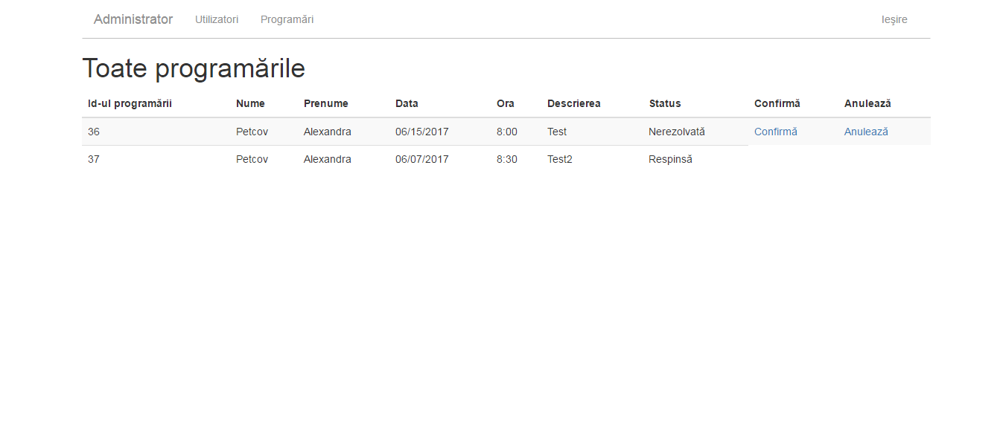 Administrator Utilizatori Programări Ieşire
Toate programările
Id-ul programării Nume Prenume Data Ora Descrierea Status Confirmă Anulează
36 Petcov Alexandra 06/15/2017 8:00 Test Nerezolvată Confirmă Anulează
37 Petcov Alexandra 06/07/2017 8:30 Test2 Respinsă